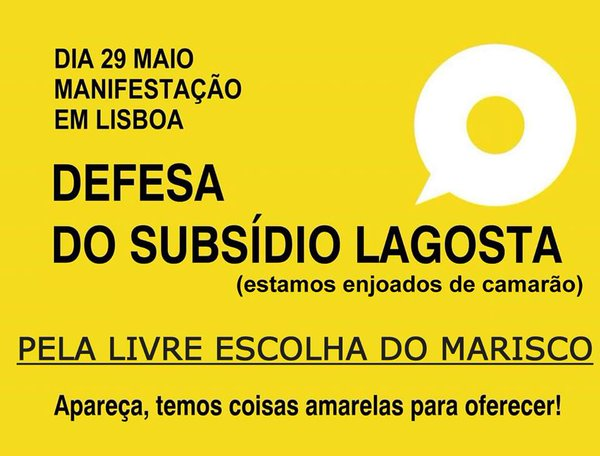 DIA 29 MAIO
MANIFESTAÇÃO
EM LISBOA
DEFESA
DO SUBSÍDIO LAGOSTA
(estamos enjoados de camarão)
PELA LIVRE ESCOLHA DO MARISCO
Apareça, temos coisas amarelas para oferecer!